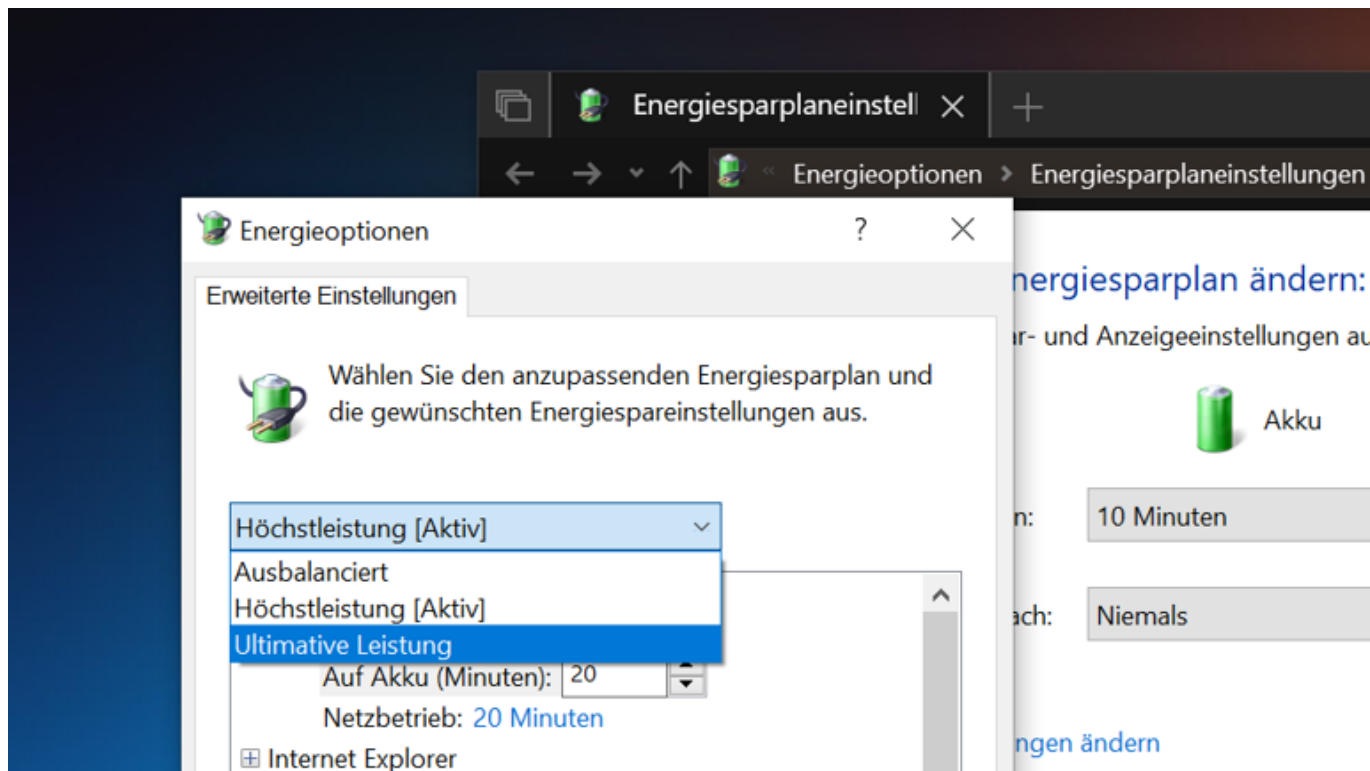 Energiesparplaneinstell
Energieoptionen Energiesparplaneinstellungen
Energieoptionen
Erweiterte Einstellungen
Wählen Sie den anzupassenden Energiesparplan und
die gewünschten Energiespareinstellungen aus.
Höchstleistung [Aktiv]
Ausbalanciert
Höchstleistung [Aktiv]
Ultimative Leistung
Auf Akku (Minuten): 20
Netzbetrieb: 20 Minuten
Internet Explorer
nergiesparplan ändern:
ar- und Anzeigeeinstellungen au
Akku
n: 10 Minuten
ach: Niemals
ngen ändern